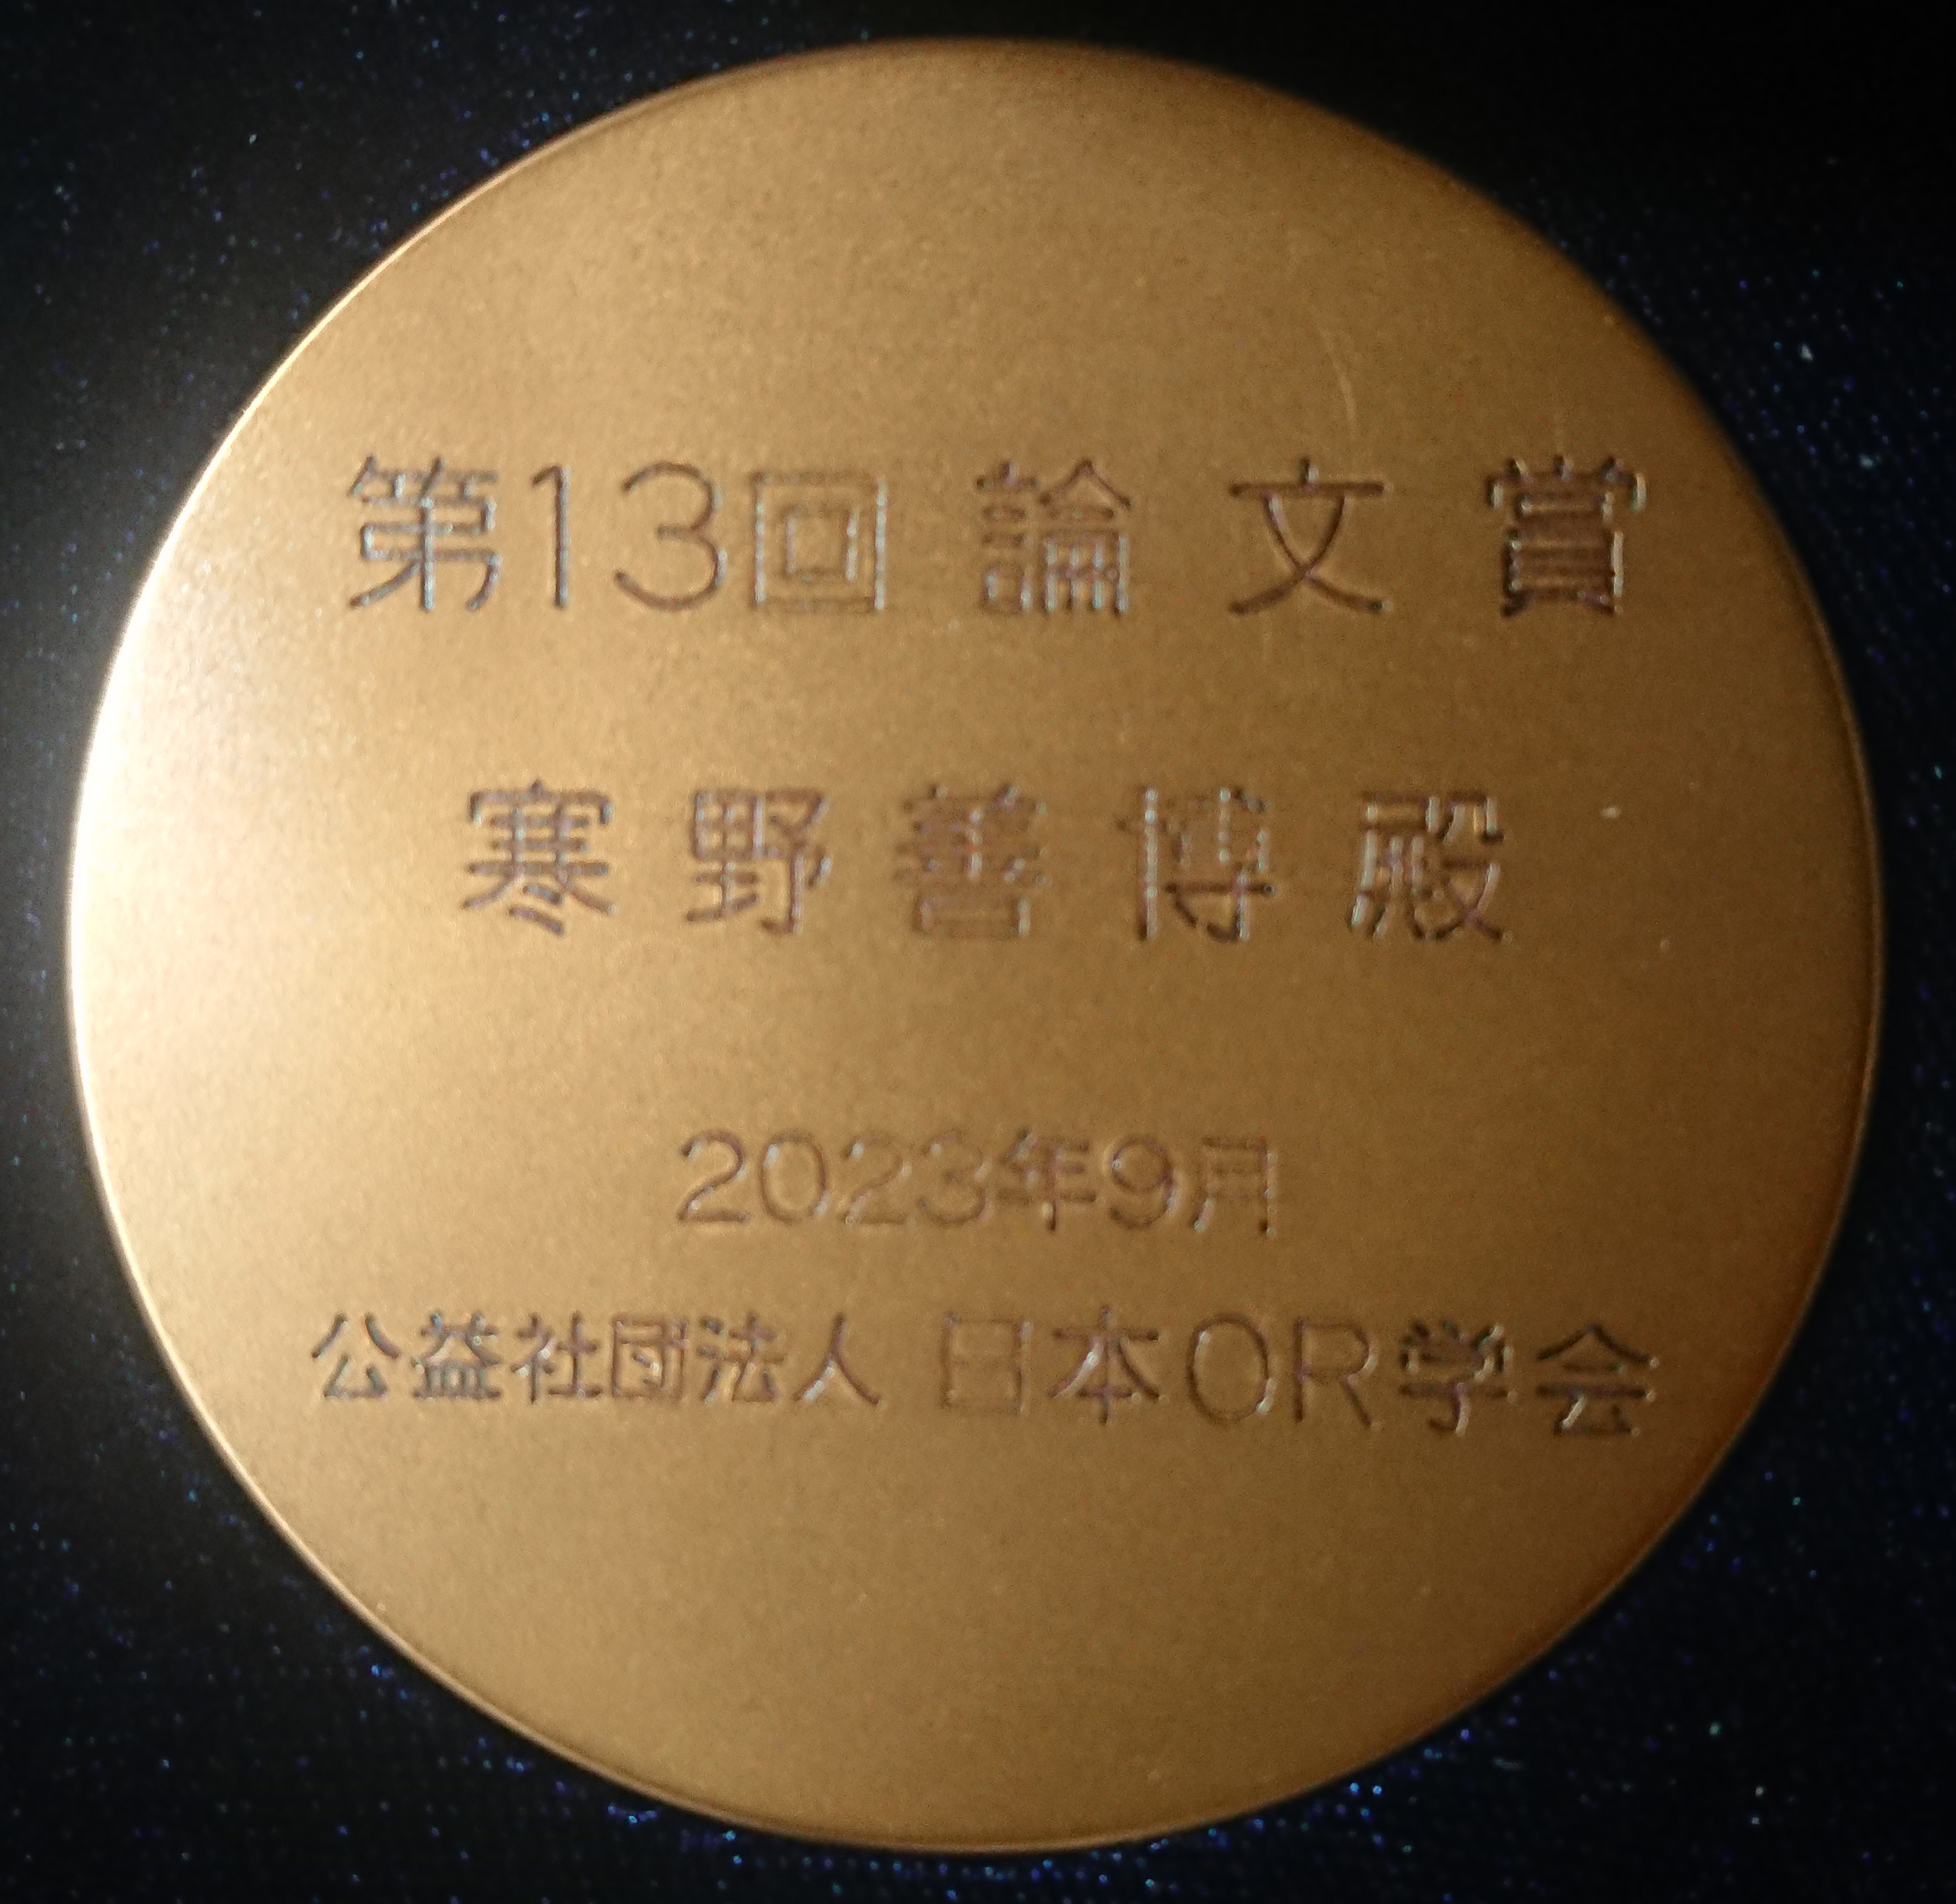 第13回 論文賞
寒野善博殿
2023年9月
公益社団法人 日本OR学会